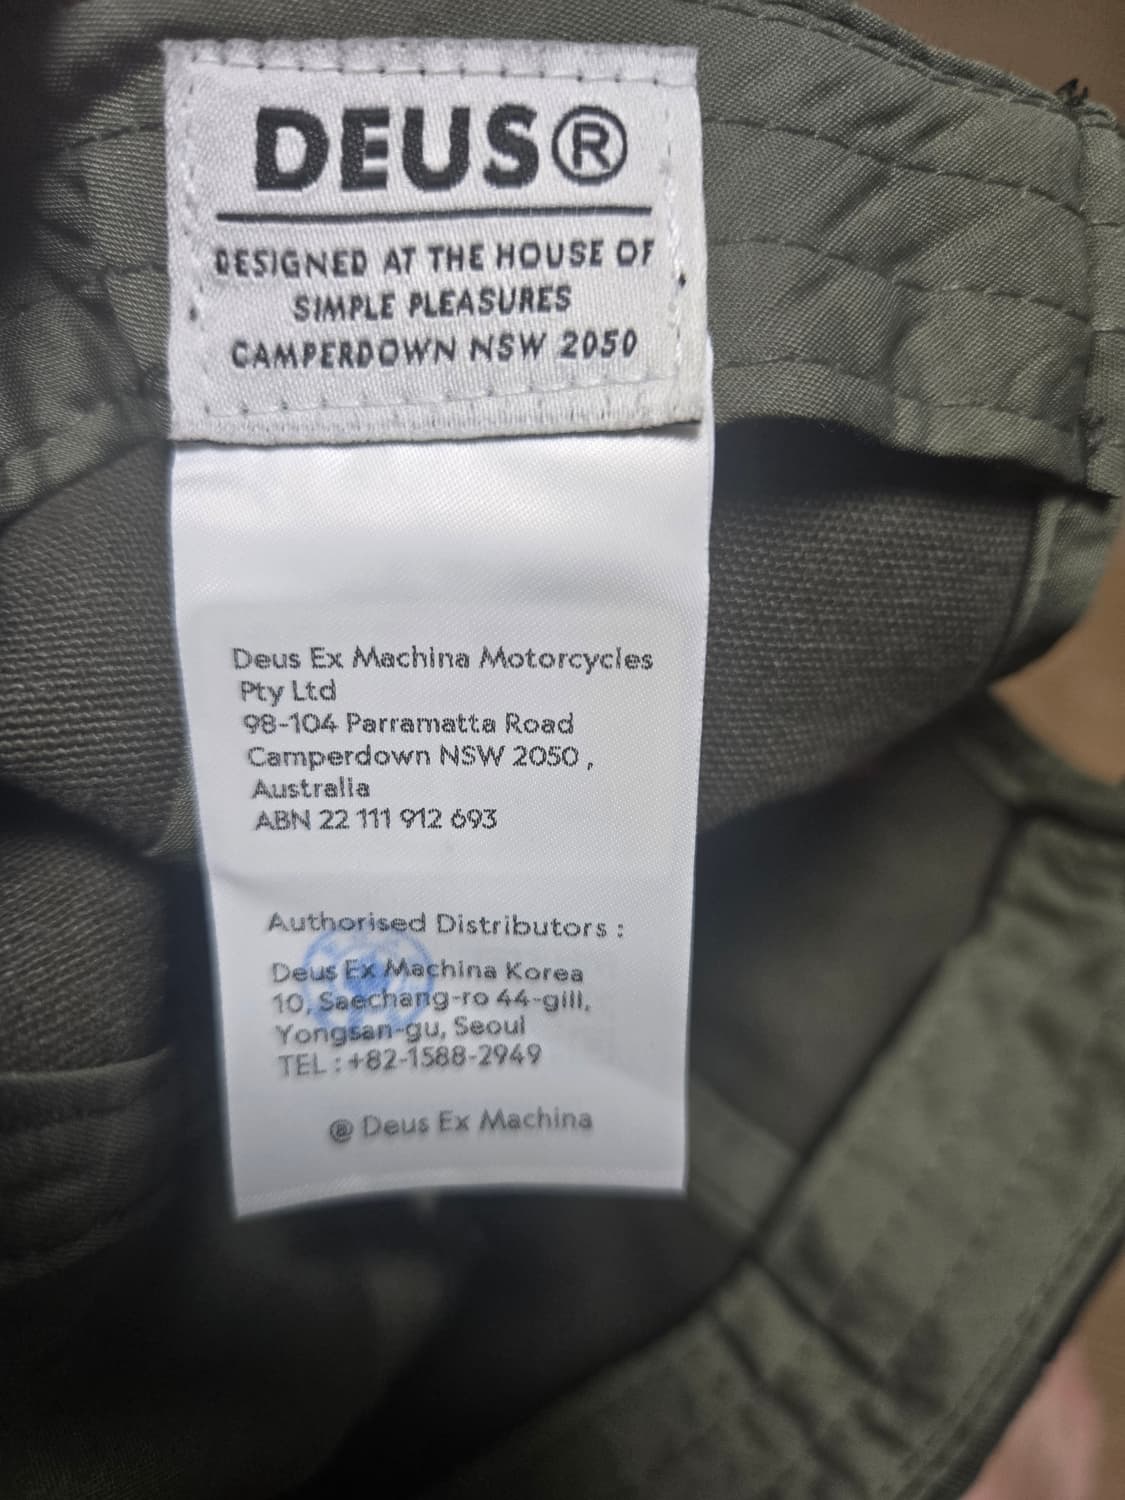 DEUS®
DESIGNED AT THE HOUSE OF
SIMPLE PLEASURES
CAMPERDOWN NSW 2050
Deus Ex Machina Motorcycles
Pty Ltd
98-104 Parramatta Road
Camperdown NSW 2050 ,
Australia
ABN 22 111 912 693
Authorised Distributors :
Deus Ex Machina Korea
10, Saechang-ro 44-gill,
Yongsan-gu, Seoul
TEL : +82-1588-2949
® Deus Ex Machina